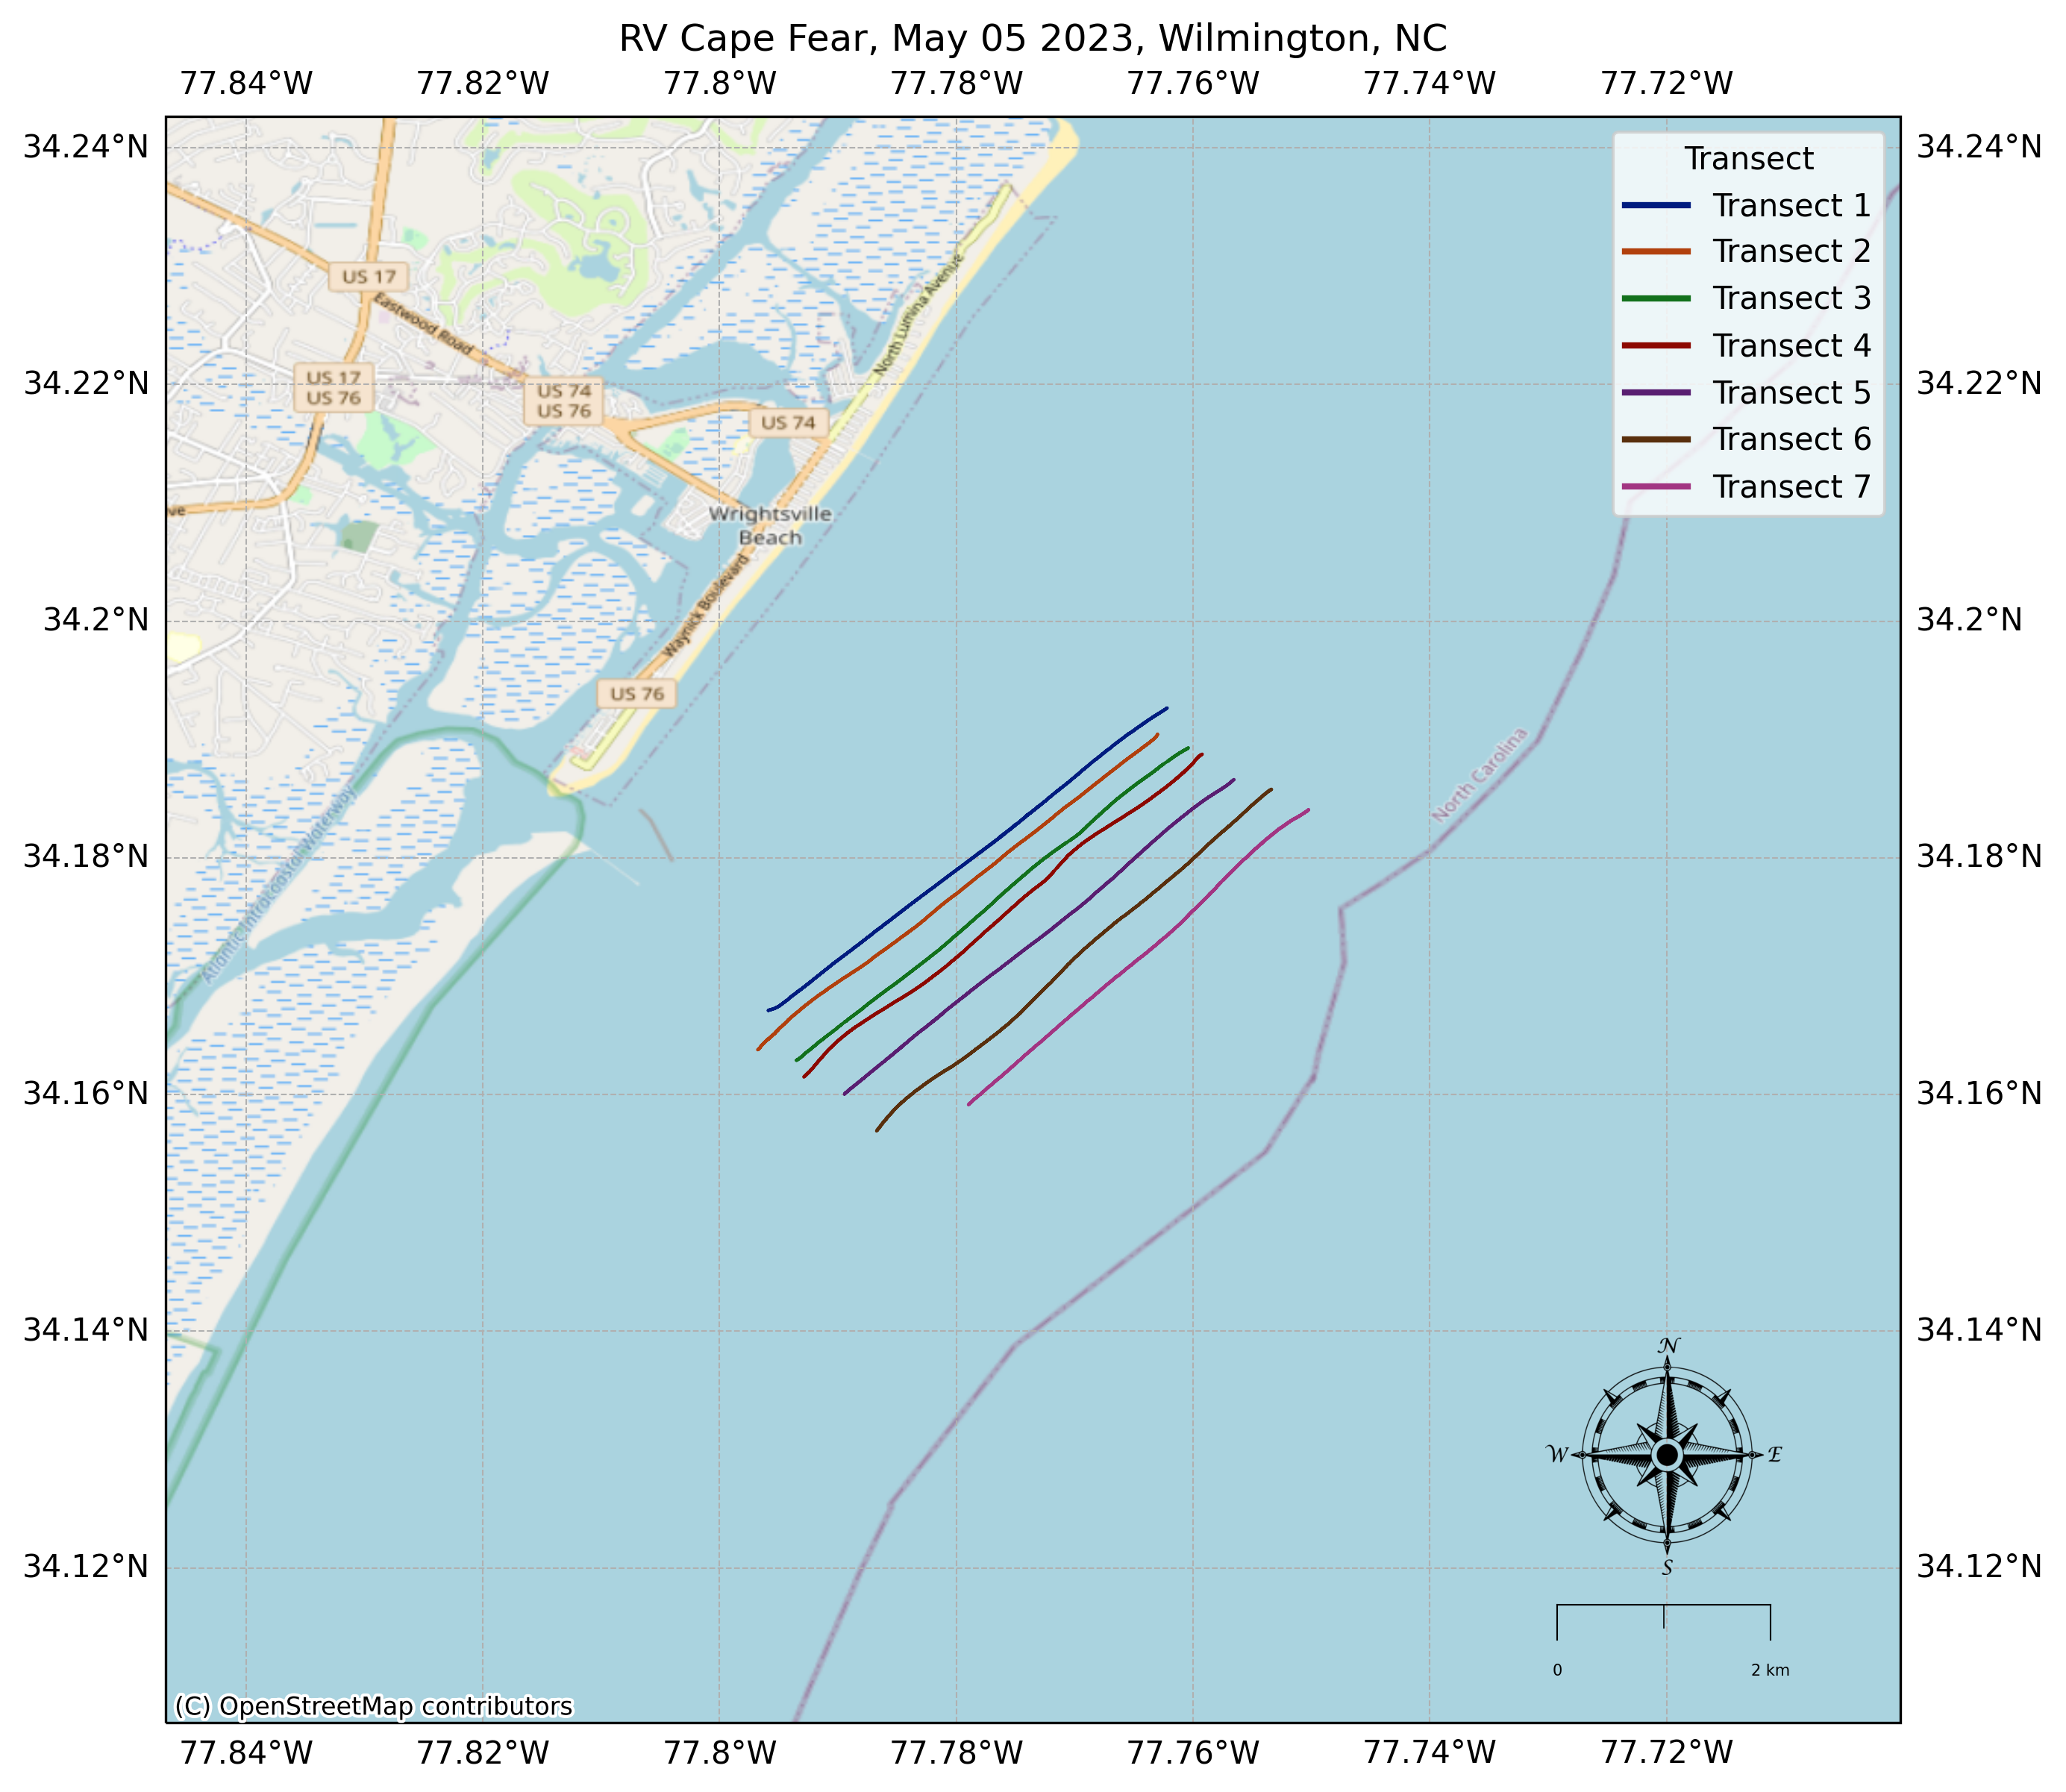 RV Cape Fear, May 05 2023, Wilmington, NC
77.84°W 77.82°W 77.8°W 77.78°W 77.76°W 77.74°W 77.72°W
34.24°N 34.24°N
Transect
Transect 1
Transect 2
Transect 3
Transect 4
Transect 5
Transect 6
Transect 7
US 17
Eastwood Road
North Lumina Avenue
US 17
US 76
US 74
US 76
US 74
34.22°N 34.22°N
Wrightsville
Beach
ve
Waynick Boulevard
34.2°N 34.2°N
US 76
North Carolina
34.18°N 34.18°N
Atlantic Intracoastal Waterway
34.16°N 34.16°N
34.14°N 34.14°N
N
W E
S
34.12°N 34.12°N
0 2 km
(C) OpenStreetMap contributors
77.84°W 77.82°W 77.8°W 77.78°W 77.76°W 77.74°W 77.72°W